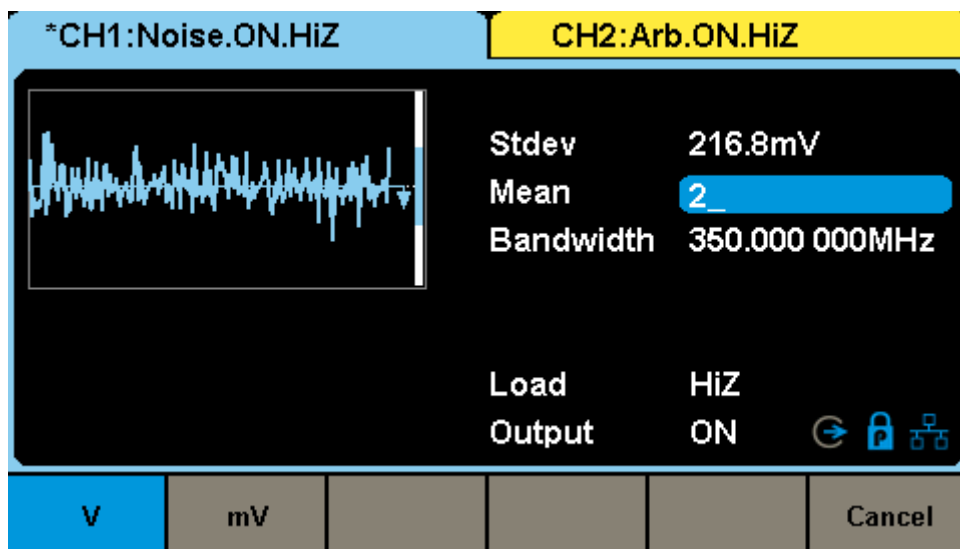 *CH1:Noise.ON.HiZ CH2:Arb.ON.HiZ
Stdev 216.8mV
Mean 2_
Bandwidth 350.000 000MHz
Load HiZ
Output ON P
V mV Cancel